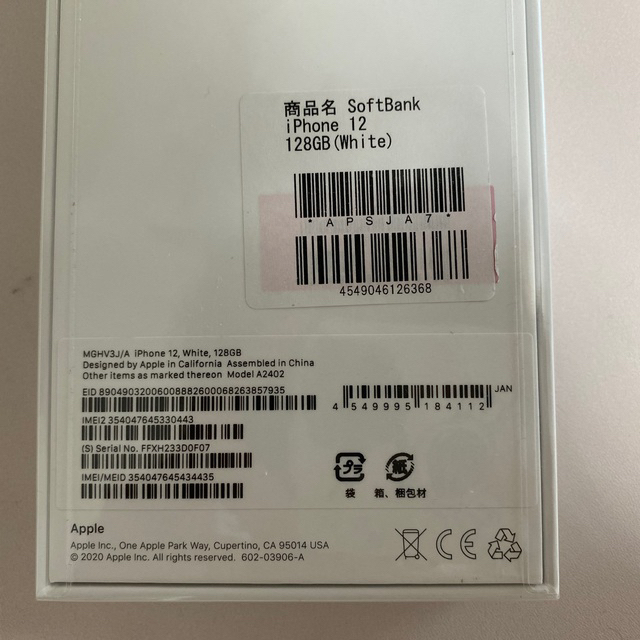 商品名 SoftBank
iPhone 12
128GB(White)
*APSJA7*
4549046126368
MGHV3J/A iPhone 12, White, 128GB
Designed by Apple in California Assembled in China
Other items as marked thereon Model A2402
EID 89049032006008882600068263857935
JAN
4 549995 184112
IMEI2 354047645330443
(S) Serial No. FFXH233D0F07
IMEI/MEID 354047645434435
プラ
紙
袋
箱、梱包材
Apple
Apple Inc., One Apple Park Way, Cupertino, CA 95014 USA
© 2020 Apple Inc. All rights reserved. 602-03906-A
CE